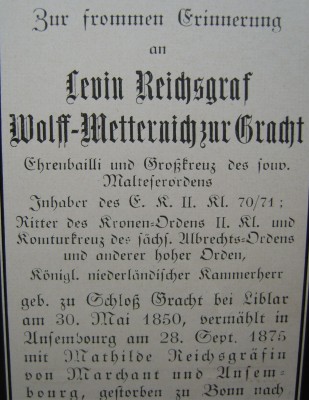 Zur frommen Erinnerung
an
Levin Reichsgraf
Wolff-Metternich zur Gracht
Ehrenbailli und Großkreuz des souv.
Malteserordens
Inhaber des E. K. II. Kl. 70/71;
Ritter des Kronen-Ordens II. Kl. und
Komturkreuz des sächs. Albrechts-Ordens
und anderer hoher Orden,
Königl. niederländischer Kammerherr
geb. zu Schloß Gracht bei Liblar
am 30. Mai 1850, vermählt in
Ansembourg am 28. Sept. 1875
mit Mathilde Reichsgräfin
von Marchant und Ansem-
bourg, gestorben zu Bonn nach